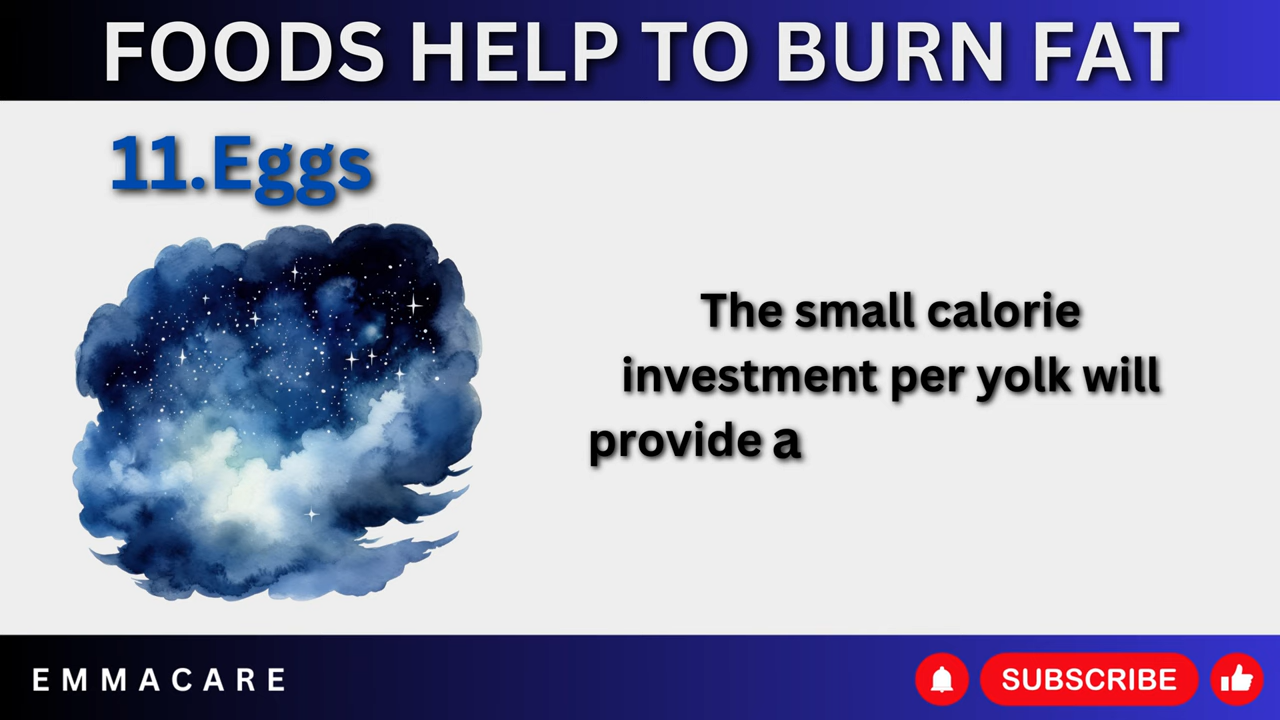 FOODS HELP TO BURN FAT
11.Eggs
The small calorie
investment per yolk will
provide a
EMMACARE
SUBSCRIBE